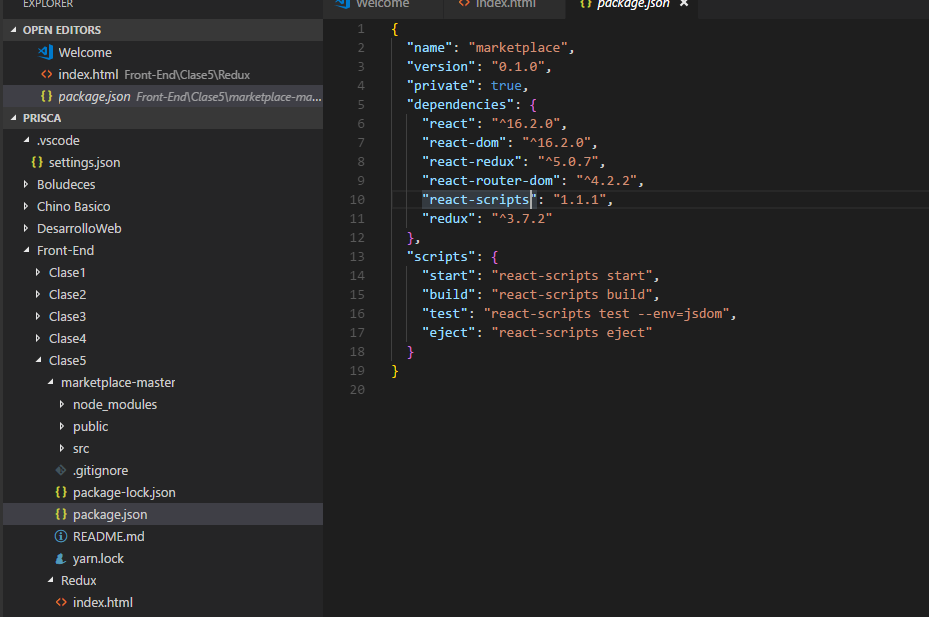 EXPLORER
OPEN EDITORS
Welcome
index.html Front-End\Clase5\Redux
{} package.json Front-End\Clase5\marketplace-ma...
PRISCA
.vscode
{} settings.json
Boludeces
Chino Basico
DesarrolloWeb
Front-End
Clase1
Clase2
Clase3
Clase4
Clase5
marketplace-master
node_modules
public
src
.gitignore
{} package-lock.json
{} package.json
README.md
yarn.lock
Redux
<> index.html
Welcome
<> index.html
{} package.json ×
1 {
2 "name": "marketplace",
3 "version": "0.1.0",
4 "private": true,
5 "dependencies": {
6 "react": "^16.2.0",
7 "react-dom": "^16.2.0",
8 "react-redux": "^5.0.7",
9 "react-router-dom": "^4.2.2",
10 "react-scripts": "1.1.1",
11 "redux": "^3.7.2"
12 },
13 "scripts": {
14 "start": "react-scripts start",
15 "build": "react-scripts build",
16 "test": "react-scripts test --env=jsdom",
17 "eject": "react-scripts eject"
18 }
19 }
20